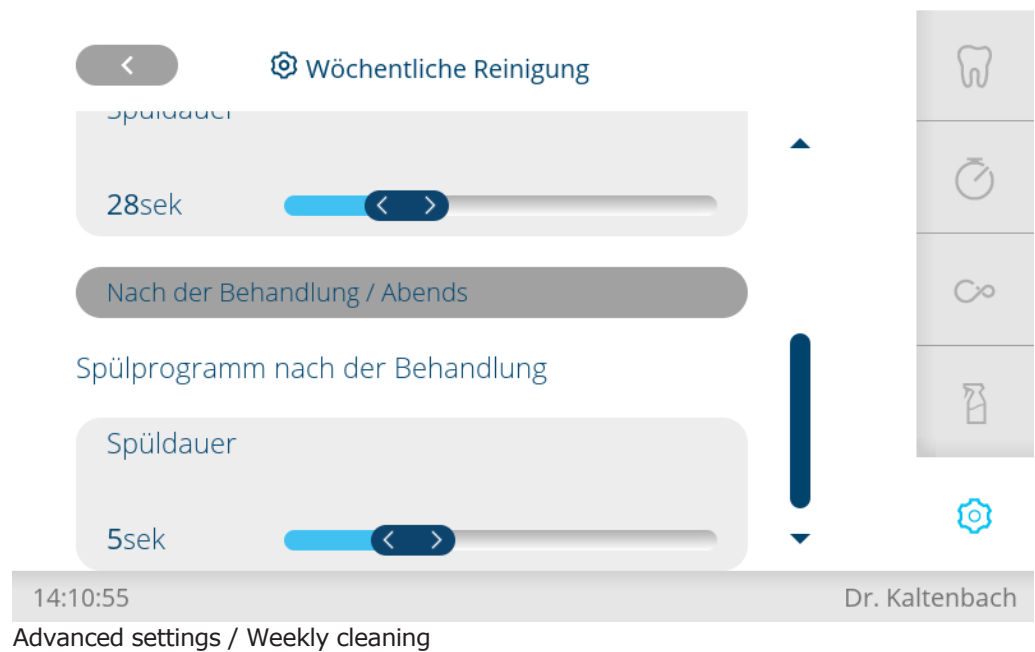 Wöchentliche Reinigung
Spüldauer
28sek
Nach der Behandlung / Abends
Spülprogramm nach der Behandlung
Spüldauer
5sek
14:10:55
Dr. Kaltenbach
Advanced settings / Weekly cleaning